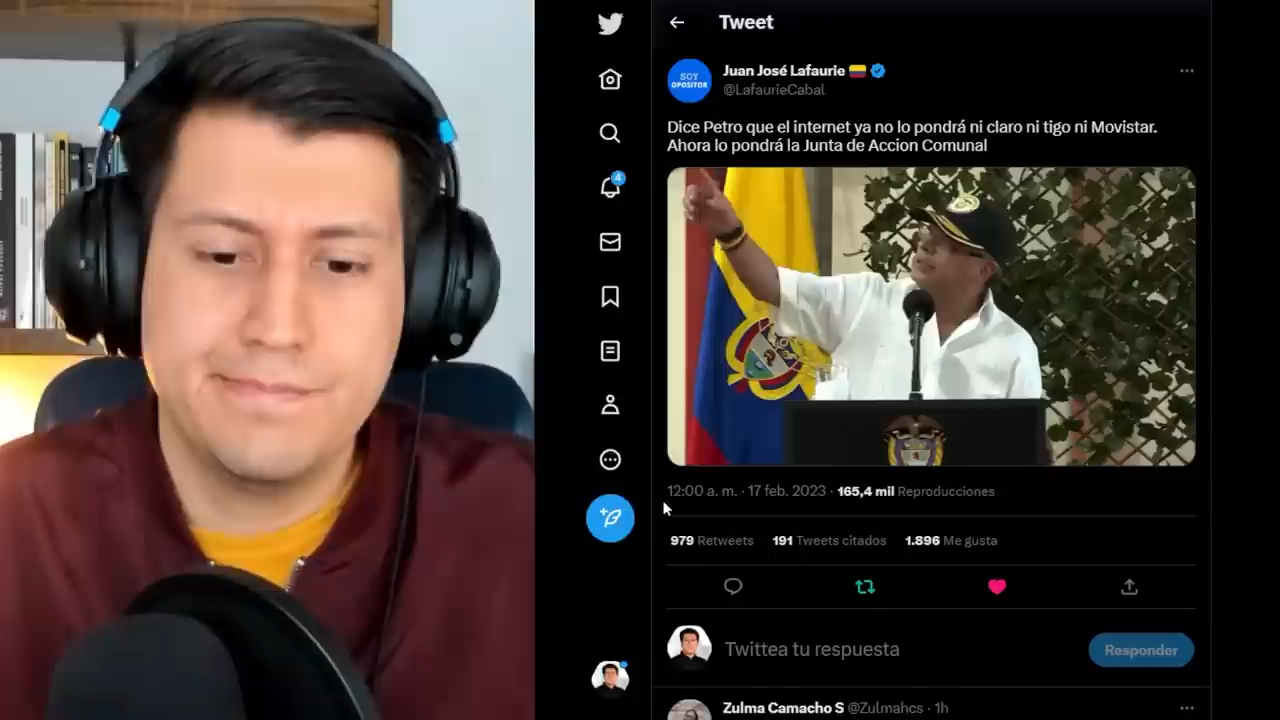 Tweet
SOY
OPOSITOR
Juan José Lafaurie
@LafaurieCabal
Dice Petro que el internet ya no lo pondrá ni claro ni tigo ni Movistar.
Ahora lo pondrá la Junta de Accion Comunal
4
12:00 a. m. · 17 feb. 2023 · 165,4 mil Reproducciones
979 Retweets 191 Tweets citados 1.896 Me gusta
Twittea tu respuesta
Responder
Zulma Camacho S @Zulmahcs · 1h